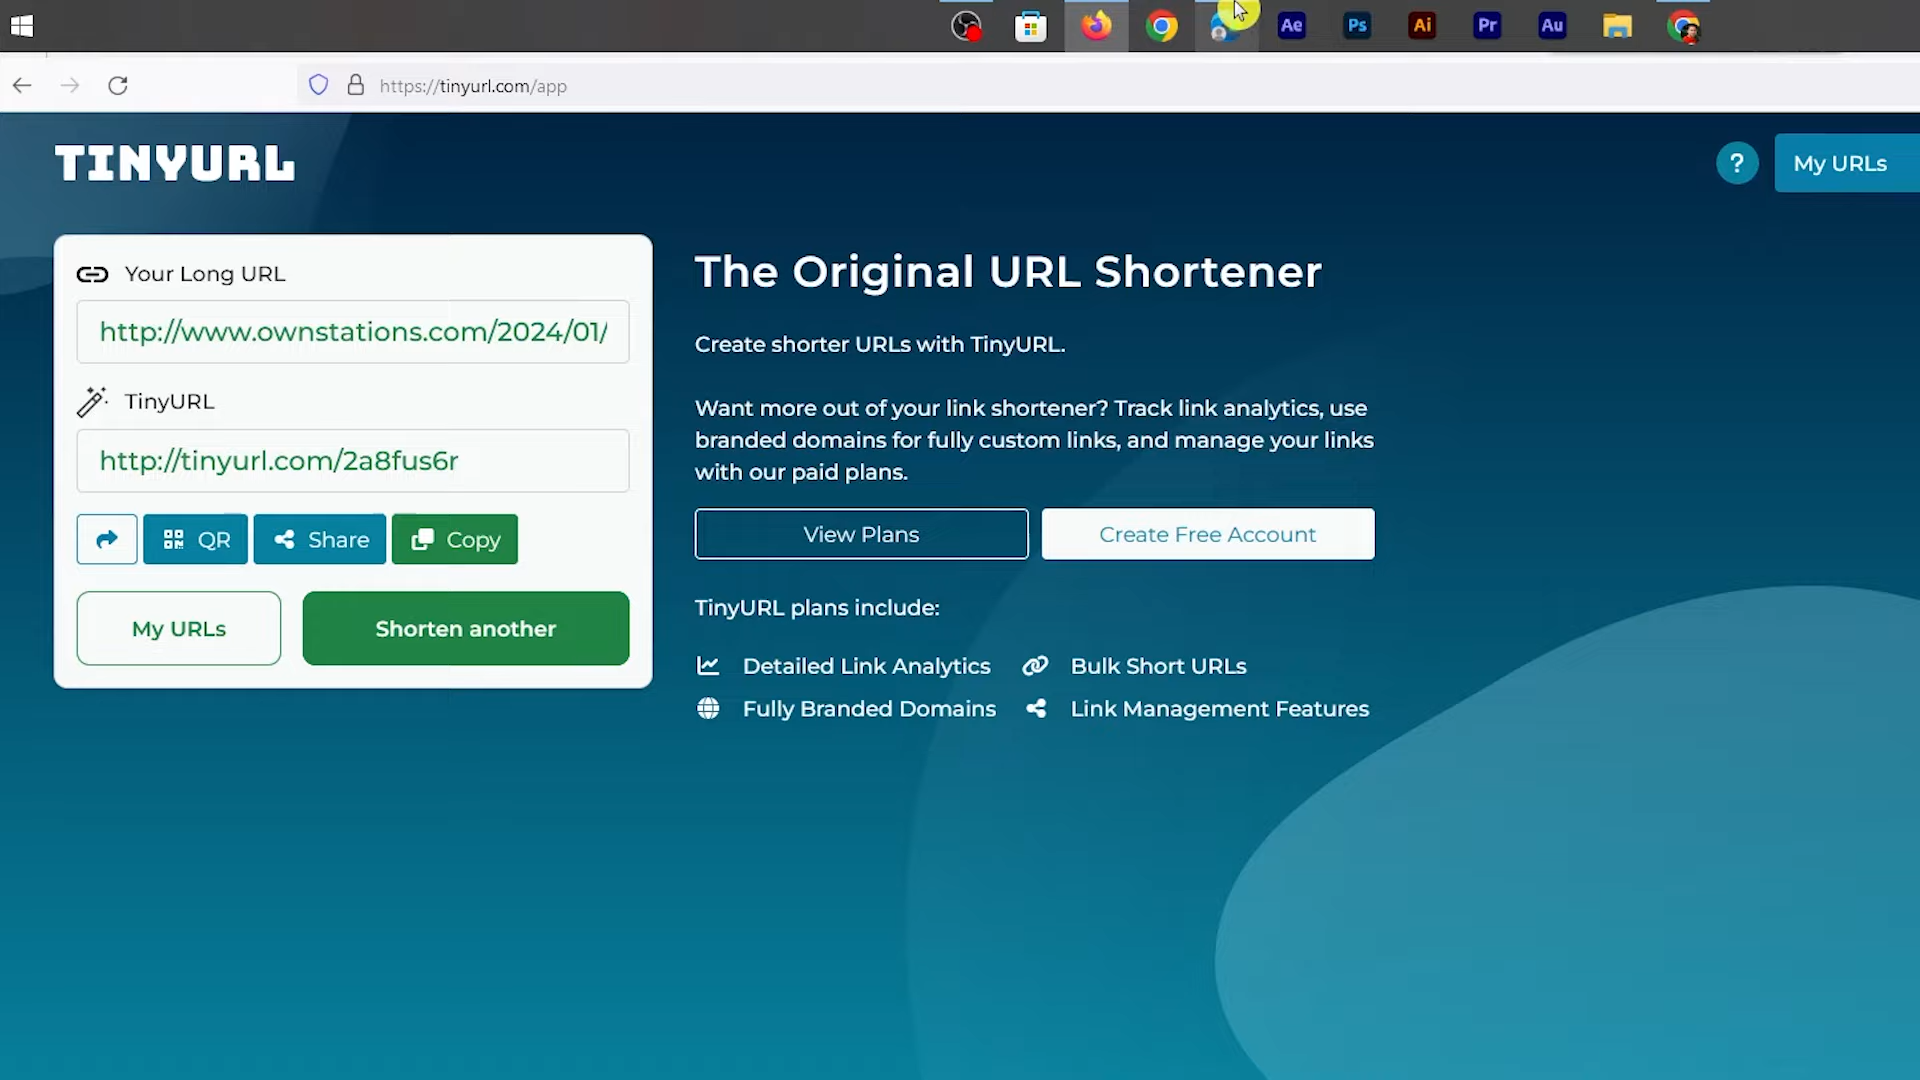 Ae
Ps
Ai
Pr
Au
https://tinyurl.com/app
TINYURL
?
My URLs
Your Long URL
http://www.ownstations.com/2024/01/
TinyURL
http://tinyurl.com/2a8fus6r
QR
Share
Copy
My URLs
Shorten another
The Original URL Shortener
Create shorter URLs with TinyURL.
Want more out of your link shortener? Track link analytics, use
branded domains for fully custom links, and manage your links
with our paid plans.
View Plans
Create Free Account
TinyURL plans include:
Detailed Link Analytics
Bulk Short URLs
Fully Branded Domains
Link Management Features